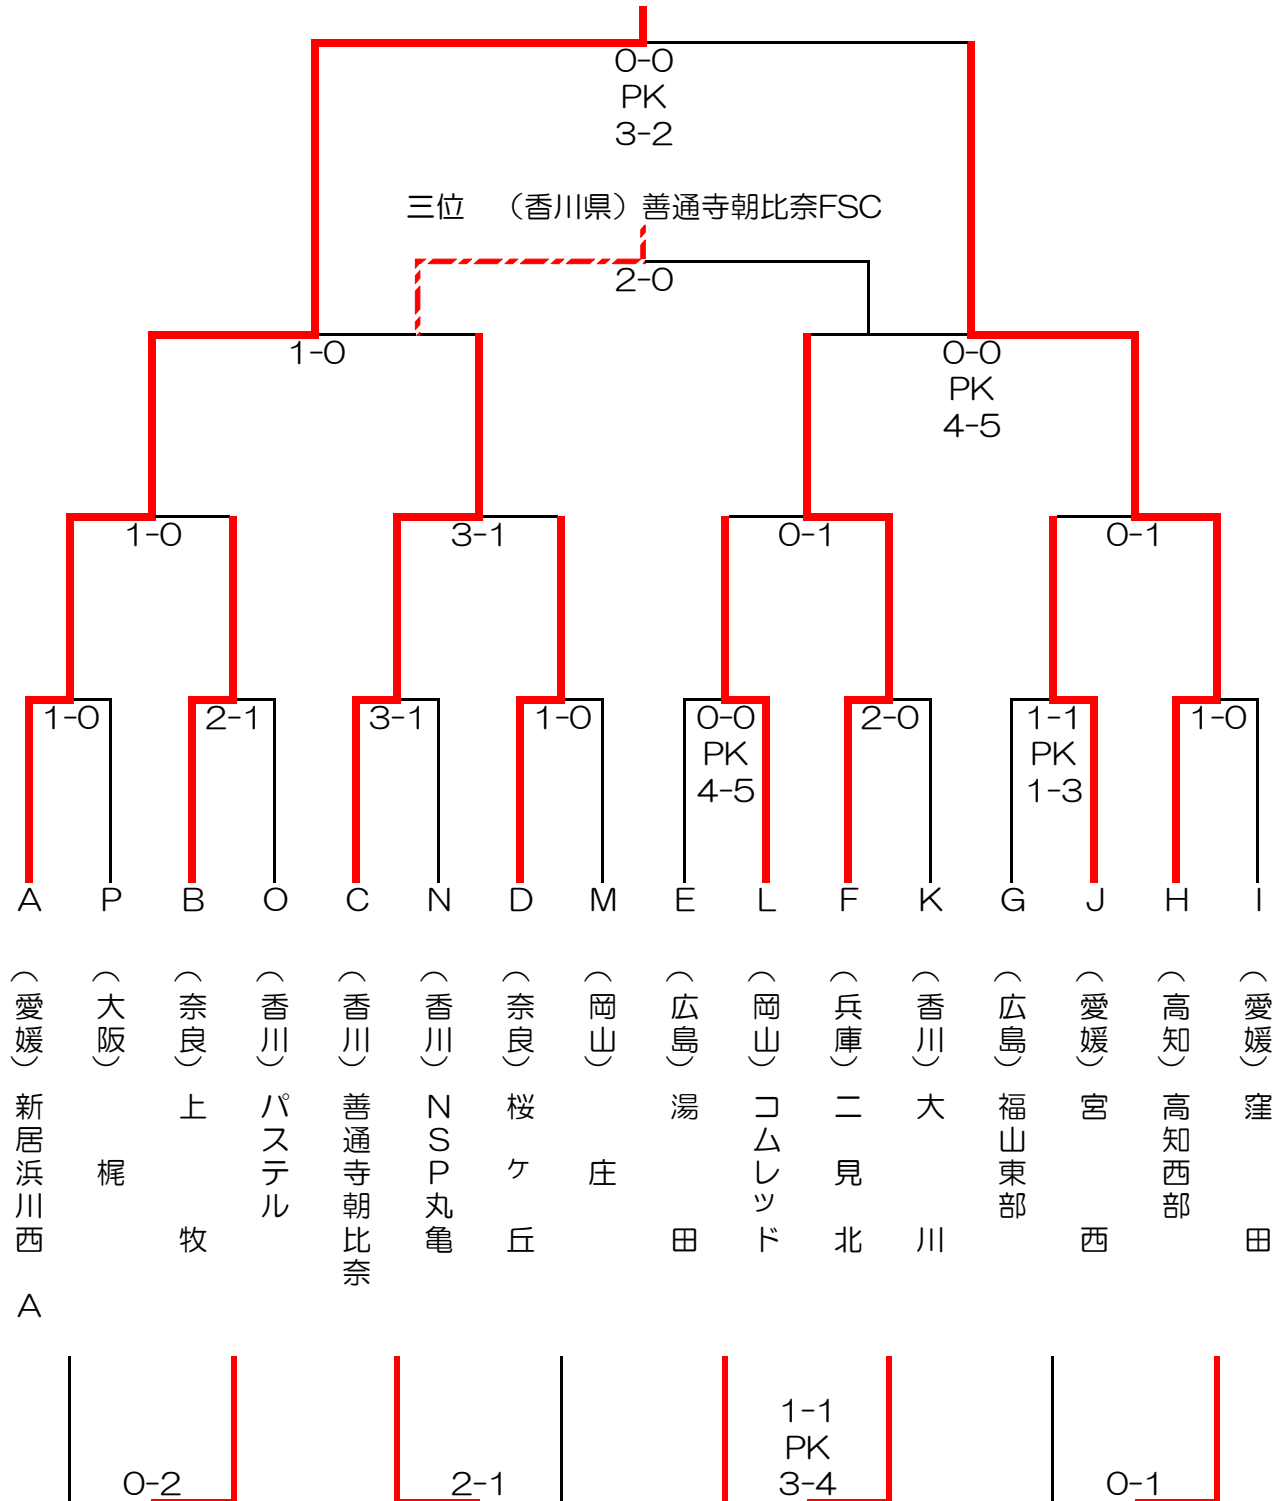 0-0
PK
3-2
三位　（香川県）善通寺朝比奈FSC
2-0
1-0
0-0
PK
4-5
1-0
3-1
0-1
0-1
1-0
2-1
3-1
1-0
0-0
PK
4-5
2-0
1-1
PK
1-3
1-0
A P B O C N D M E L F K G J H I
（愛媛）新居浜川西 A
（大阪）梶
（奈良）上牧
（香川）パステル
（香川）善通寺朝比奈
（香川）NSP丸亀
（奈良）桜ケ丘
（岡山）庄
（広島）湯田
（岡山）コムレッド
（兵庫）二見北
（香川）大川
（広島）福山東部
（愛媛）宮西
（高知）高知西部
（愛媛）窪田
0-2
2-1
1-1
PK
3-4
0-1